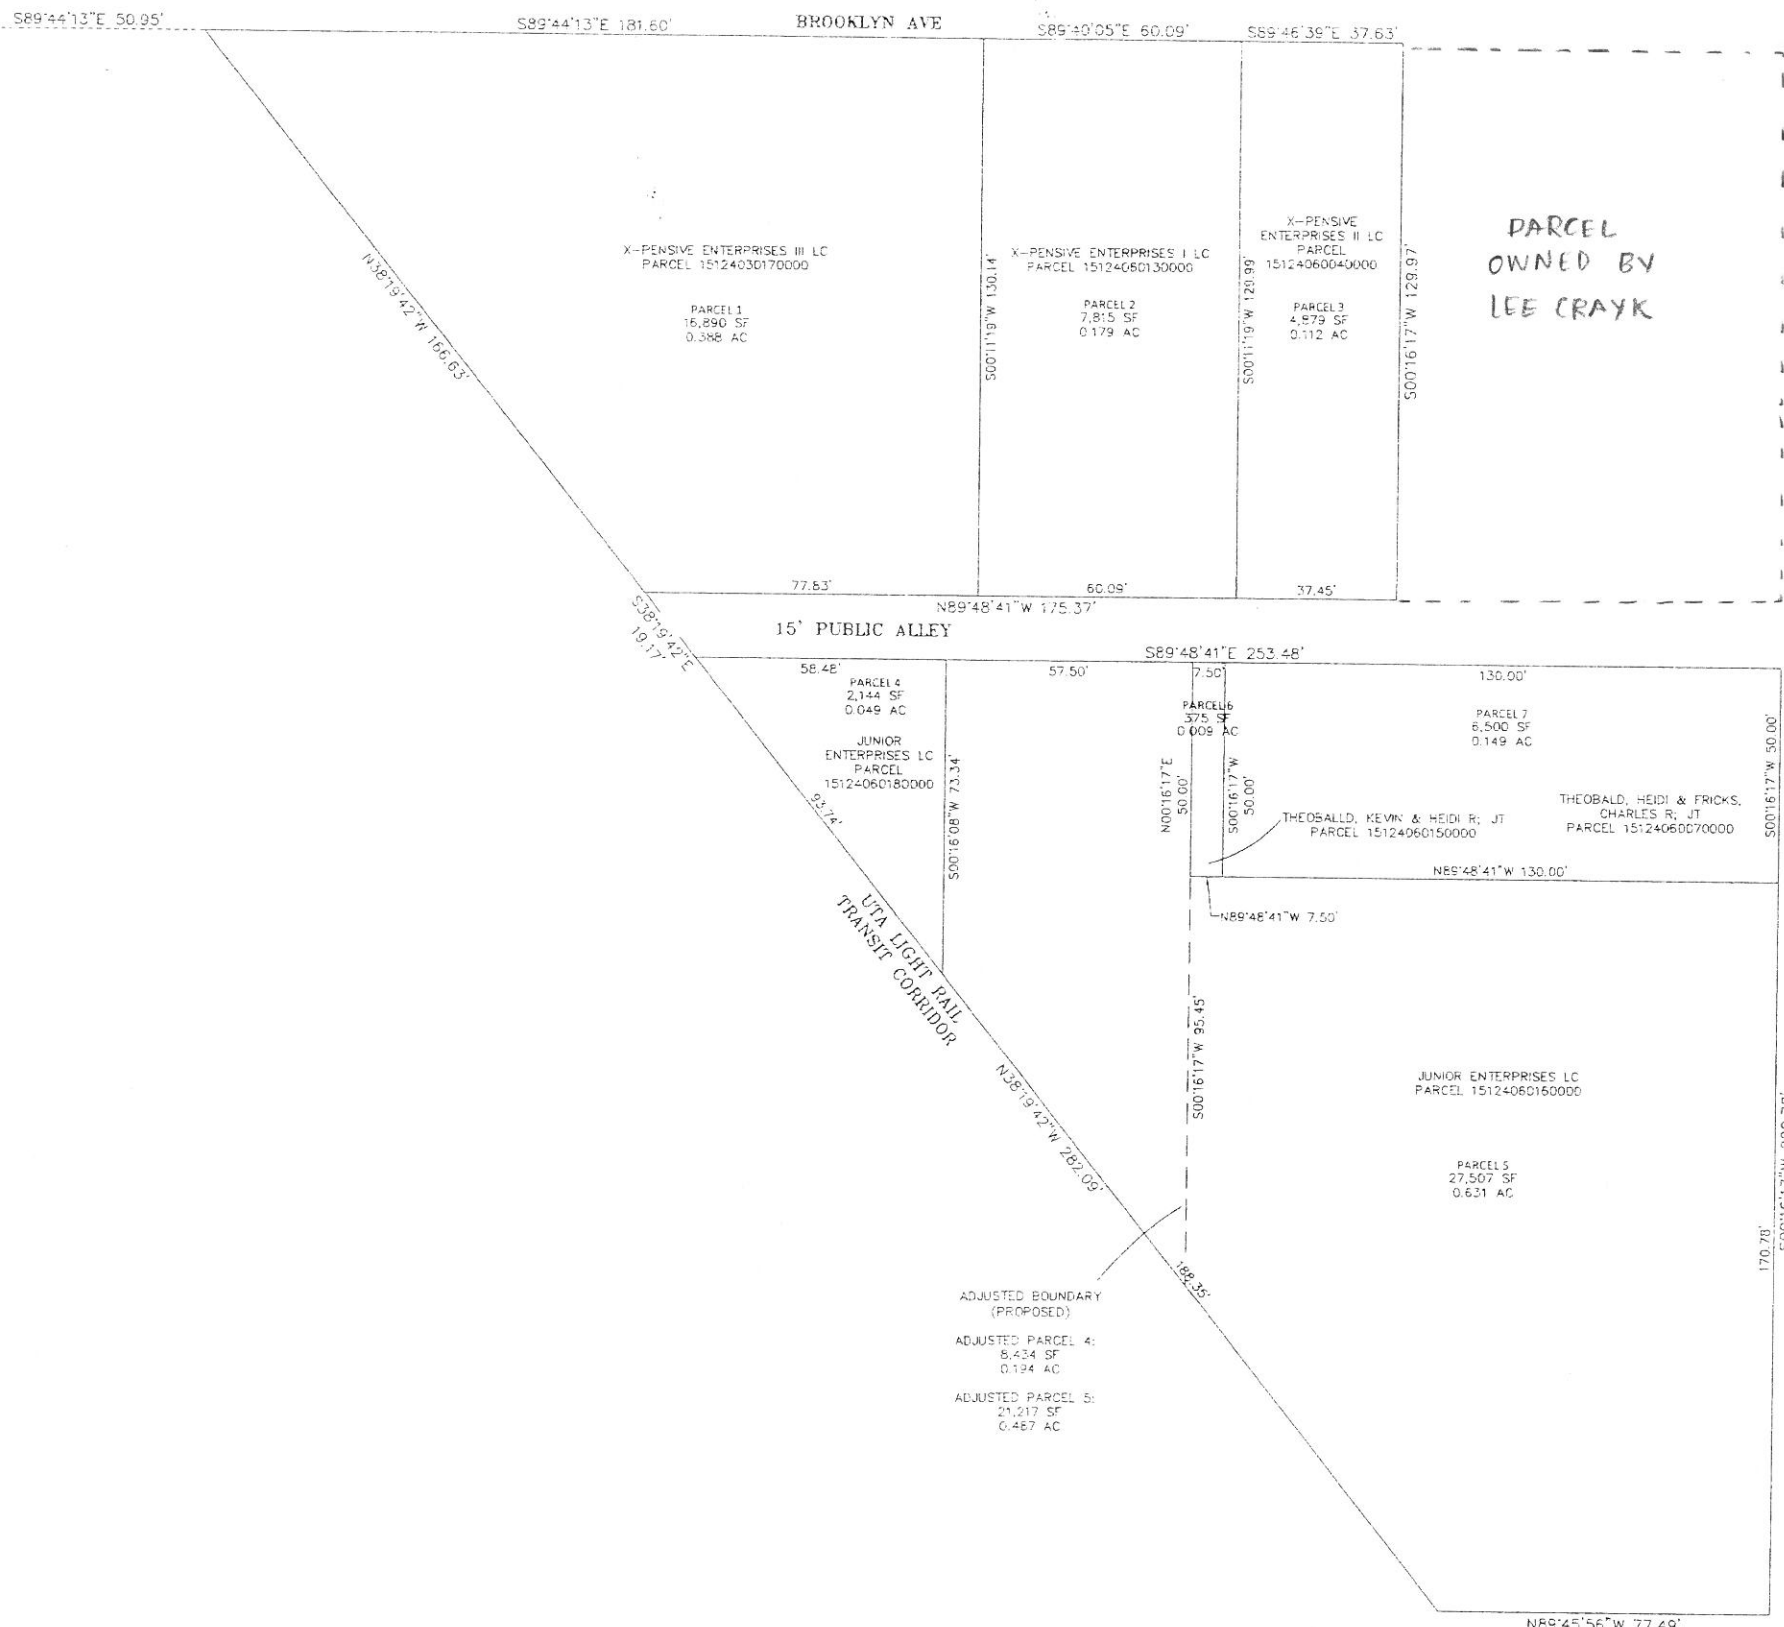 S89°44'13"E 50.95'
S89°44'13"E 181.60'
BROOKLYN AVE
S89°40'05"E 60.09'
S89°46'39"E 37.63'
N38°19'42"W 166.63'
X-PENSIVE ENTERPRISES III LC
PARCEL 15124030170000
PARCEL 1
16,890 SF
0.388 AC
S00°11'19"W 130.14'
X-PENSIVE ENTERPRISES I LC
PARCEL 15124060130000
PARCEL 2
7,815 SF
0.179 AC
S00°11'19"W 129.99'
X-PENSIVE
ENTERPRISES II LC
PARCEL
15124060040000
PARCEL 3
4,879 SF
0.112 AC
S00°16'17"W 129.97'
PARCEL
OWNED BY
LEE CRAYK
77.83'
60.09'
37.45'
N89°48'41"W 175.37'
S38°19'42"E
19.17'
15' PUBLIC ALLEY
S89°48'41"E 253.48'
58.48'
57.50'
7.50'
130.00'
PARCEL 4
2,144 SF
0.049 AC
JUNIOR
ENTERPRISES LC
PARCEL
15124060180000
93.74'
S00°16'08"W 73.34'
PARCEL 6
375 SF
0.009 AC
N00°16'17"E
50.00'
S00°16'17"W
50.00'
PARCEL 7
6,500 SF
0.149 AC
S00°16'17"W 50.00'
THEOBALLD, KEVIN & HEIDI R; JT
PARCEL 15124060150000
THEOBALD, HEIDI & FRICKS,
CHARLES R; JT
PARCEL 15124060070000
N89°48'41"W 130.00'
N89°48'41"W 7.50'
UTA LIGHT RAIL
TRANSIT CORRIDOR
N38°19'42"W 282.09'
S00°16'17"W 95.45'
JUNIOR ENTERPRISES LC
PARCEL 15124060160000
PARCEL 5
27,507 SF
0.631 AC
170.78'
188.35'
ADJUSTED BOUNDARY
(PROPOSED)
ADJUSTED PARCEL 4:
8,434 SF
0.194 AC
ADJUSTED PARCEL 5:
21,217 SF
0.487 AC
N89°45'56"W 77.49'